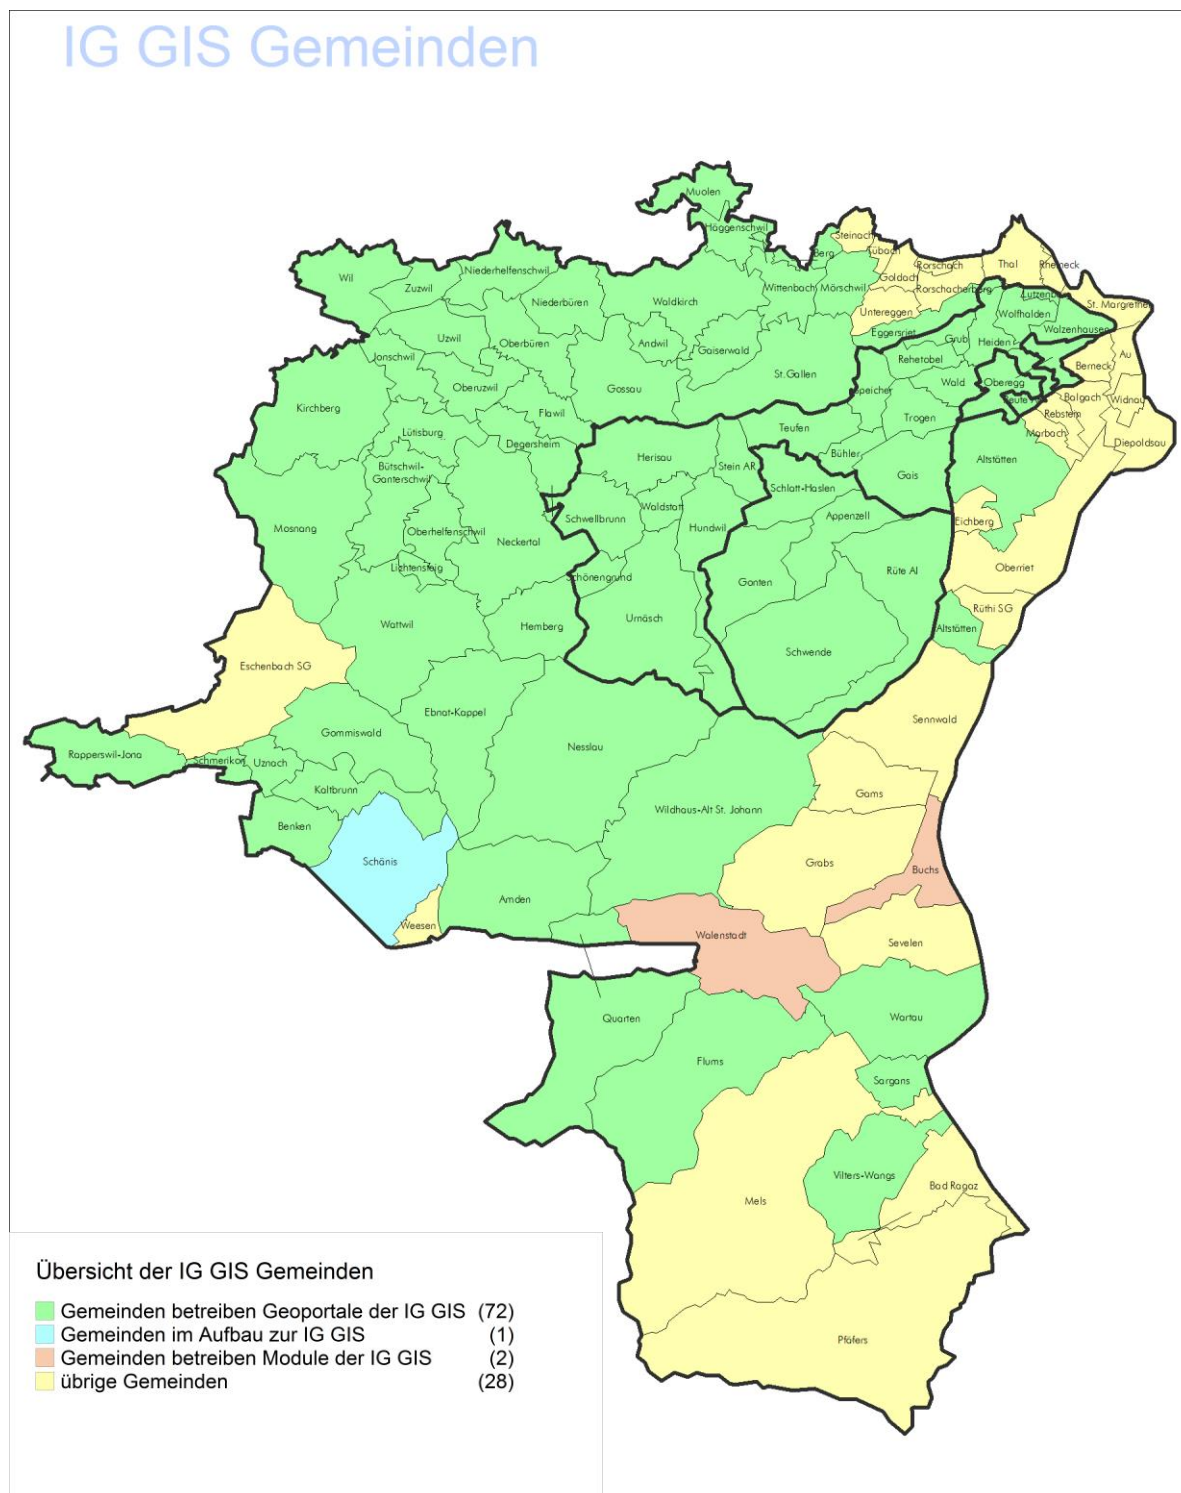 IG GIS Gemeinden
Muolen
Häggenschwil
Steinach
Berg
Tübach
Wil
Niederhelfenschwil
Zuzwil
Goldach
Rorschach
Thal
Rheineck
Wittenbach
Mörschwil
Rorschacherberg
Niederbüren
Waldkirch
Untereggen
St. Margrethen
Wolfhalden
Eggersriet
Walzenhausen
Uzwil
Oberbüren
Andwil
Gaiserwald
Grub
Heiden
Jonschwil
Rehetobel
Au
Berneck
St.Gallen
Oberuzwil
Gossau
Speicher
Wald
Oberegg
Balgach
Widnau
Kirchberg
Flawil
Trogen
Rebstein
Lütisburg
Teufen
Marbach
Degersheim
Diepoldsau
Herisau
Bühler
Altstätten
Bütschwil-
Ganterschwil
Stein AR
Gais
Schlatt-Haslen
Mosnang
Waldstatt
Schwellbrunn
Hundwil
Appenzell
Eichberg
Oberhelfenschwil
Neckertal
Lichtensteig
Schönengrund
Gonten
Rüte AI
Oberriet
Rüthi SG
Wattwil
Hemberg
Urnäsch
Altstätten
Schwende
Eschenbach SG
Ebnat-Kappel
Sennwald
Gommiswald
Nesslau
Rapperswil-Jona
Schmerikon
Uznach
Kaltbrunn
Gams
Wildhaus-Alt St. Johann
Benken
Schänis
Grabs
Buchs
Amden
Weesen
Walenstadt
Sevelen
Quarten
Wartau
Flums
Sargans
Vilters-Wangs
Bad Ragaz
Mels
Pfäfers
Übersicht der IG GIS Gemeinden
Gemeinden betreiben Geoportale der IG GIS (72)
Gemeinden im Aufbau zur IG GIS (1)
Gemeinden betreiben Module der IG GIS (2)
übrige Gemeinden (28)